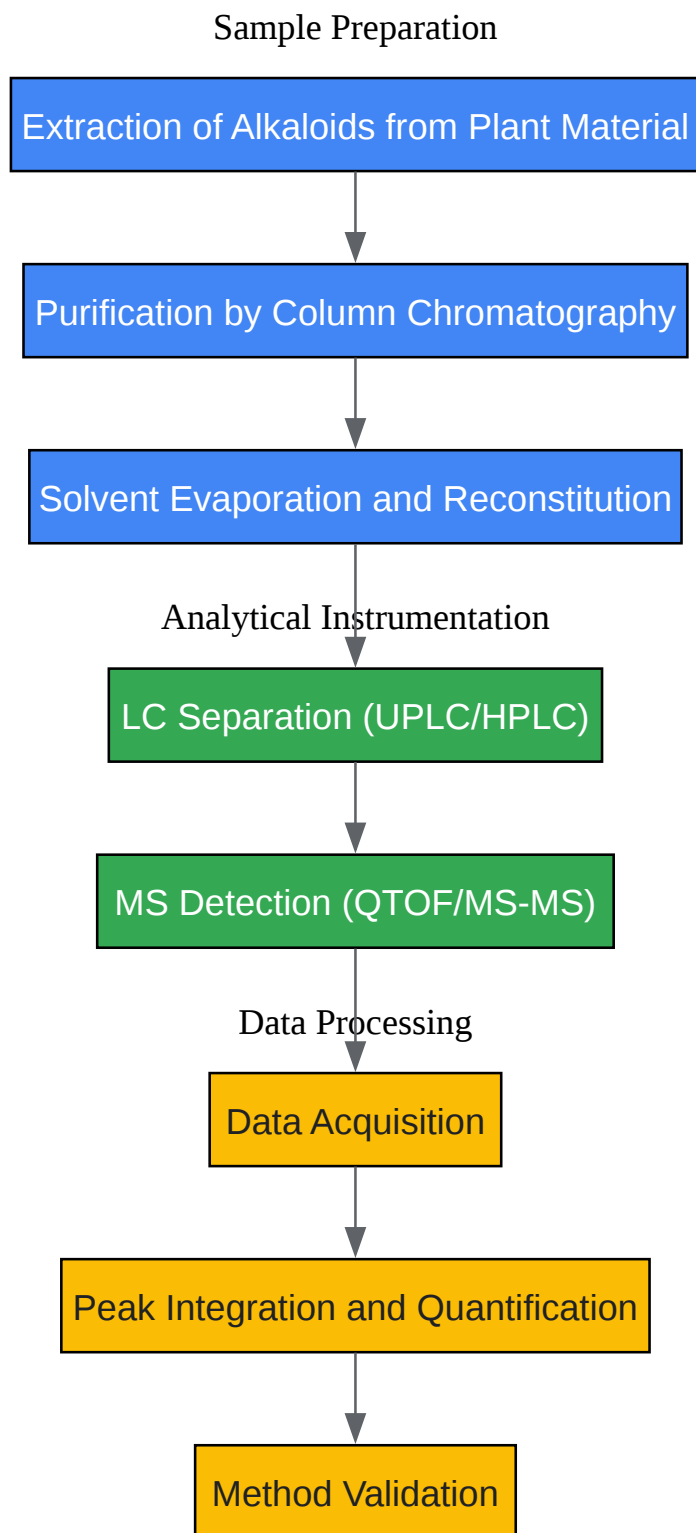 Sample Preparation
Extraction of Alkaloids from Plant Material
Purification by Column Chromatography
Solvent Evaporation and Reconstitution
Analytical Instrumentation
LC Separation (UPLC/HPLC)
MS Detection (QTOF/MS-MS)
Data Processing
Data Acquisition
Peak Integration and Quantification
Method Validation